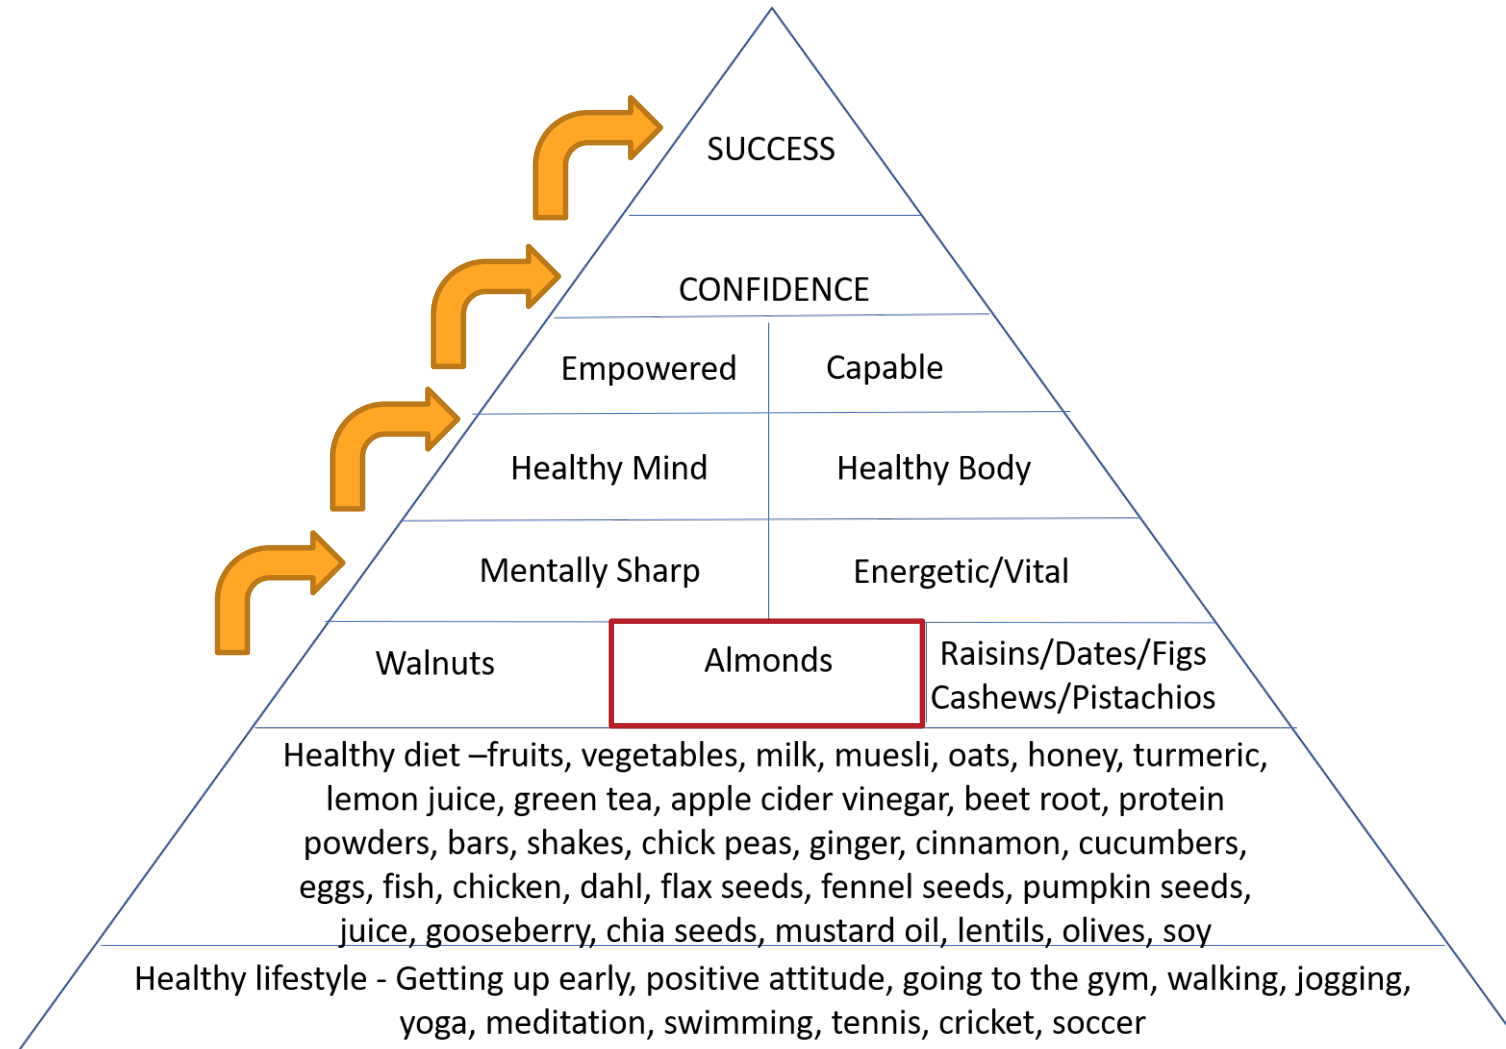 SUCCESS
CONFIDENCE
Empowered
Capable
Healthy Mind
Healthy Body
Mentally Sharp
Energetic/Vital
Walnuts
Almonds
Raisins/Dates/Figs
Cashews/Pistachios
Healthy diet –fruits, vegetables, milk, muesli, oats, honey, turmeric,
lemon juice, green tea, apple cider vinegar, beet root, protein
powders, bars, shakes, chick peas, ginger, cinnamon, cucumbers,
eggs, fish, chicken, dahl, flax seeds, fennel seeds, pumpkin seeds,
juice, gooseberry, chia seeds, mustard oil, lentils, olives, soy
Healthy lifestyle - Getting up early, positive attitude, going to the gym, walking, jogging,
yoga, meditation, swimming, tennis, cricket, soccer